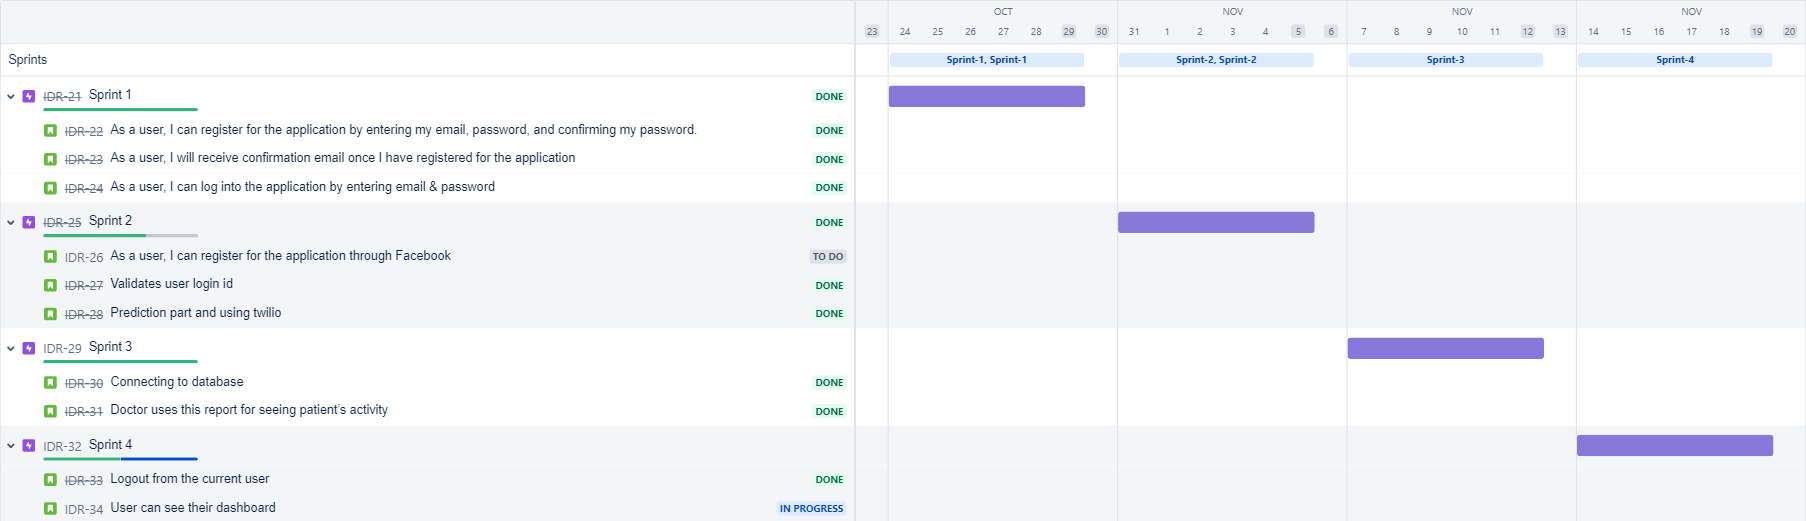 OCT NOV NOV NOV
23 24 25 26 27 28 29 30 31 1 2 3 4 5 6 7 8 9 10 11 12 13 14 15 16 17 18 19 20
Sprints Sprint-1, Sprint-1 Sprint-2, Sprint-2 Sprint-3 Sprint-4
IDR-21 Sprint 1 DONE
IDR-22 As a user, I can register for the application by entering my email, password, and confirming my password. DONE
IDR-23 As a user, I will receive confirmation email once I have registered for the application DONE
IDR-24 As a user, I can log into the application by entering email & password DONE
IDR-25 Sprint 2 DONE
IDR-26 As a user, I can register for the application through Facebook TO DO
IDR-27 Validates user login id DONE
IDR-28 Prediction part and using twilio DONE
IDR-29 Sprint 3
IDR-30 Connecting to database DONE
IDR-31 Doctor uses this report for seeing patient's activity DONE
IDR-32 Sprint 4
IDR-33 Logout from the current user DONE
IDR-34 User can see their dashboard IN PROGRESS